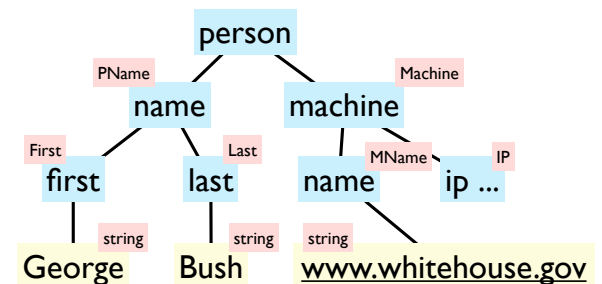 person
PName Machine
name machine
First Last MName IP
first last name ip ...
string string string
George Bush www.whitehouse.gov